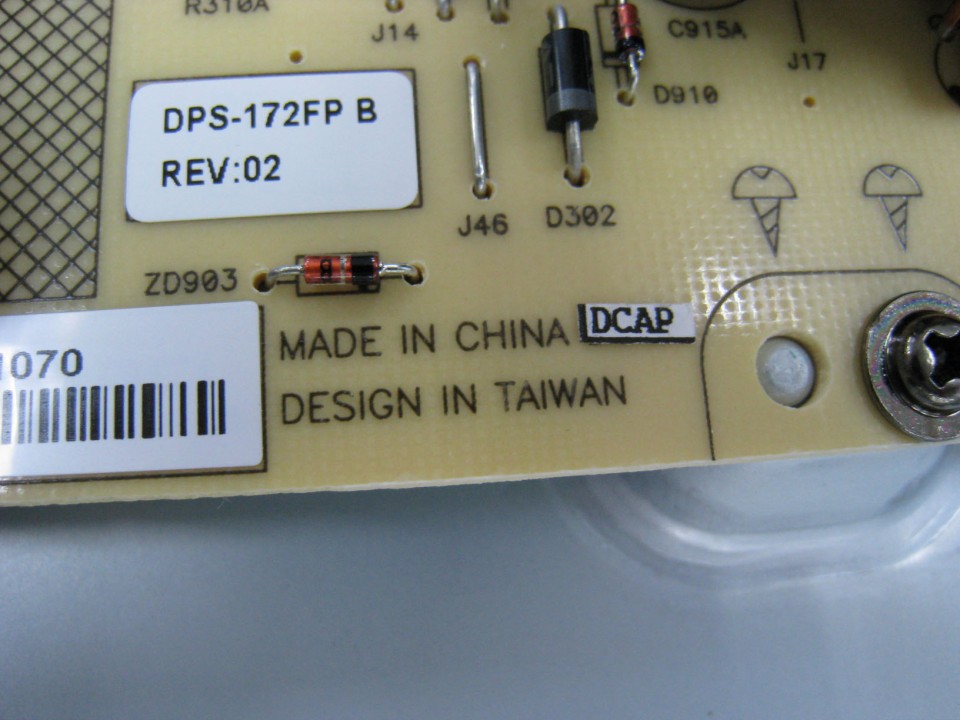 R310A
J14
C915A
J17
D910
DPS-172FP B
REV:02
J46
D302
ZD903
MADE IN CHINA DCAP
DESIGN IN TAIWAN
1070